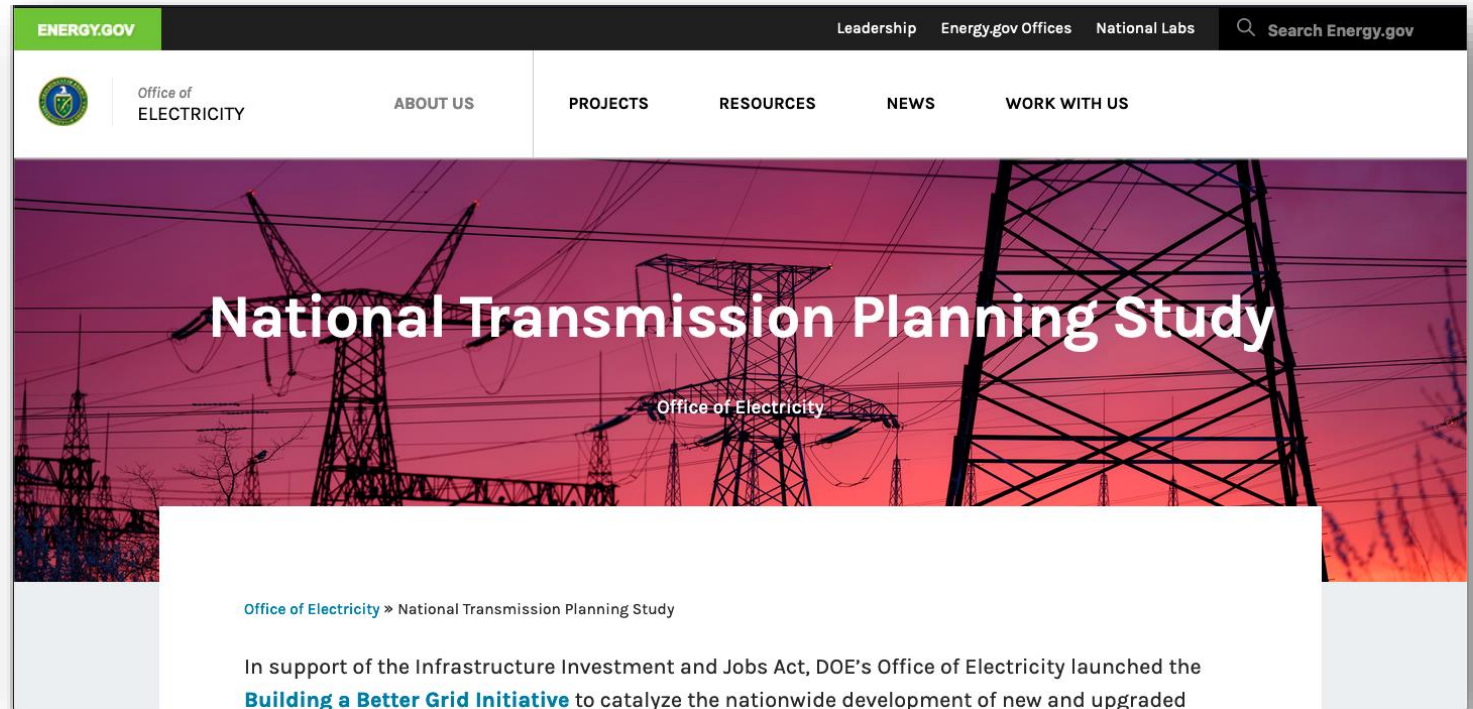 ENERGY.GOV
Leadership Energy.gov Offices National Labs Search Energy.gov
Office of
ELECTRICITY
ABOUT US PROJECTS RESOURCES NEWS WORK WITH US
National Transmission Planning Study
Office of Electricity
Office of Electricity » National Transmission Planning Study
In support of the Infrastructure Investment and Jobs Act, DOE’s Office of Electricity launched the
Building a Better Grid Initiative to catalyze the nationwide development of new and upgraded